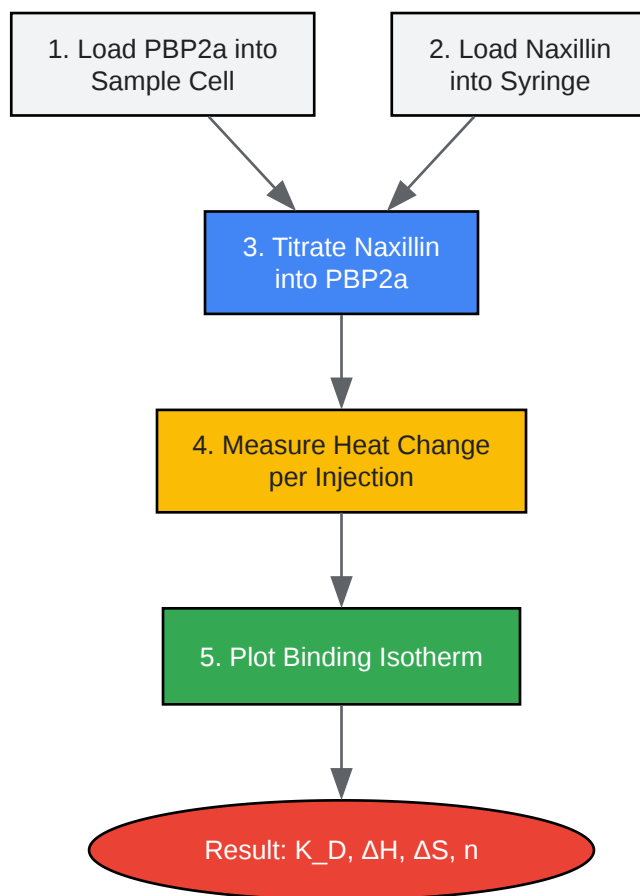 1. Load PBP2a into
Sample Cell
2. Load Naxillin
into Syringe
3. Titrate Naxillin
into PBP2a
4. Measure Heat Change
per Injection
5. Plot Binding Isotherm
Result: K_D, ΔH, ΔS, n